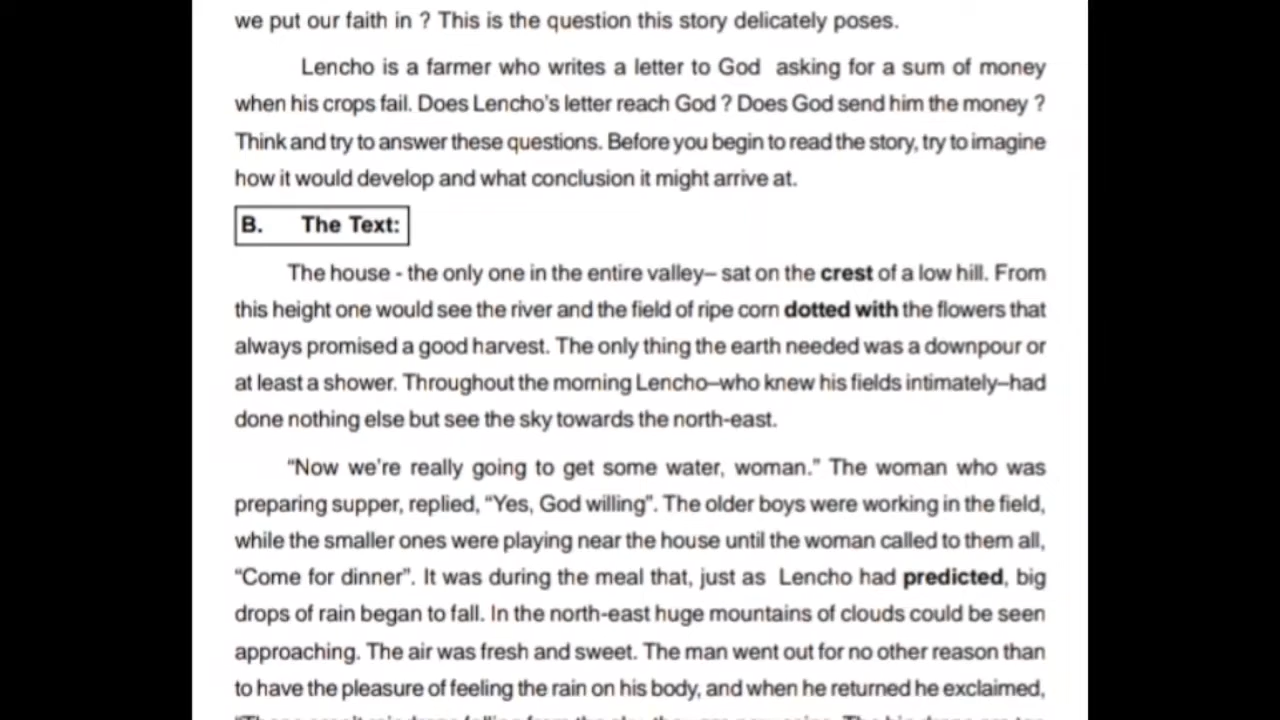 we put our faith in ? This is the question this story delicately poses.
Lencho is a farmer who writes a letter to God asking for a sum of money
when his crops fail. Does Lencho's letter reach God ? Does God send him the money ?
Think and try to answer these questions. Before you begin to read the story, try to imagine
how it would develop and what conclusion it might arrive at.
B. The Text:
The house - the only one in the entire valley– sat on the crest of a low hill. From
this height one would see the river and the field of ripe corn dotted with the flowers that
always promised a good harvest. The only thing the earth needed was a downpour or
at least a shower. Throughout the morning Lencho–who knew his fields intimately–had
done nothing else but see the sky towards the north-east.
“Now we’re really going to get some water, woman.” The woman who was
preparing supper, replied, “Yes, God willing”. The older boys were working in the field,
while the smaller ones were playing near the house until the woman called to them all,
“Come for dinner”. It was during the meal that, just as Lencho had predicted, big
drops of rain began to fall. In the north-east huge mountains of clouds could be seen
approaching. The air was fresh and sweet. The man went out for no other reason than
to have the pleasure of feeling the rain on his body, and when he returned he exclaimed,